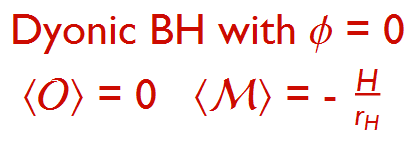 Dyonic BH with ϕ = 0
⟨𝒪⟩ = 0 ⟨ℳ⟩ = - H/r_H